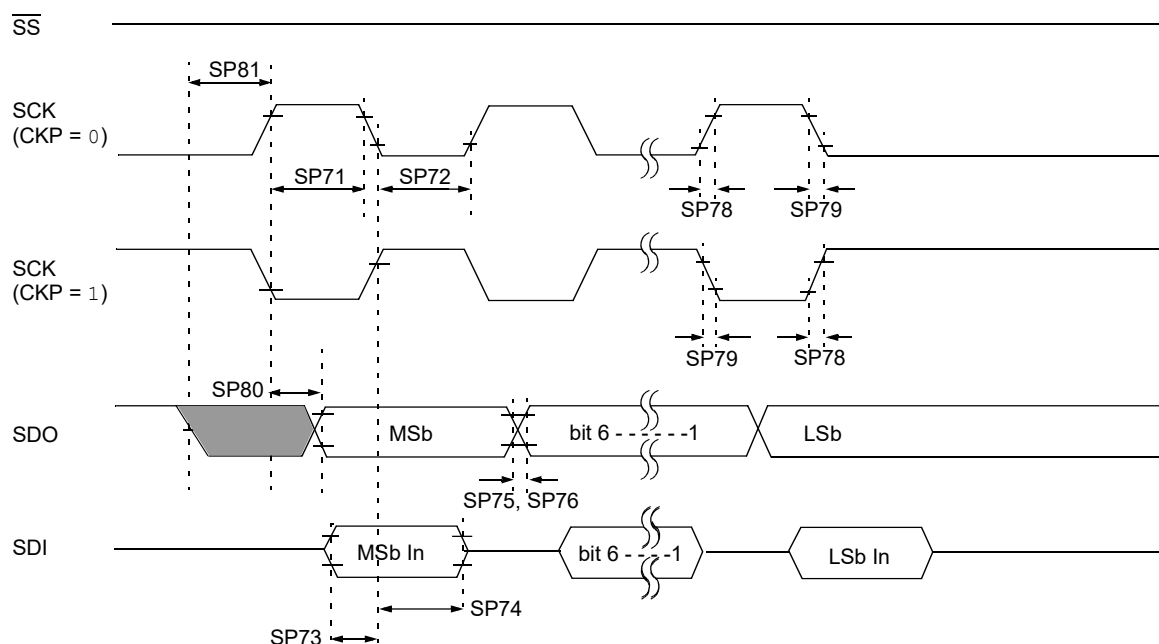 SS
SP81
SCK
(CKP = 0)
SP71
SP72
SP78
SP79
SCK
(CKP = 1)
SP79
SP78
SP80
SDO
MSb
bit 6 - - - - - -1
LSb
SP75, SP76
SDI
MSb In
bit 6 - - - - -1
LSb In
SP74
SP73